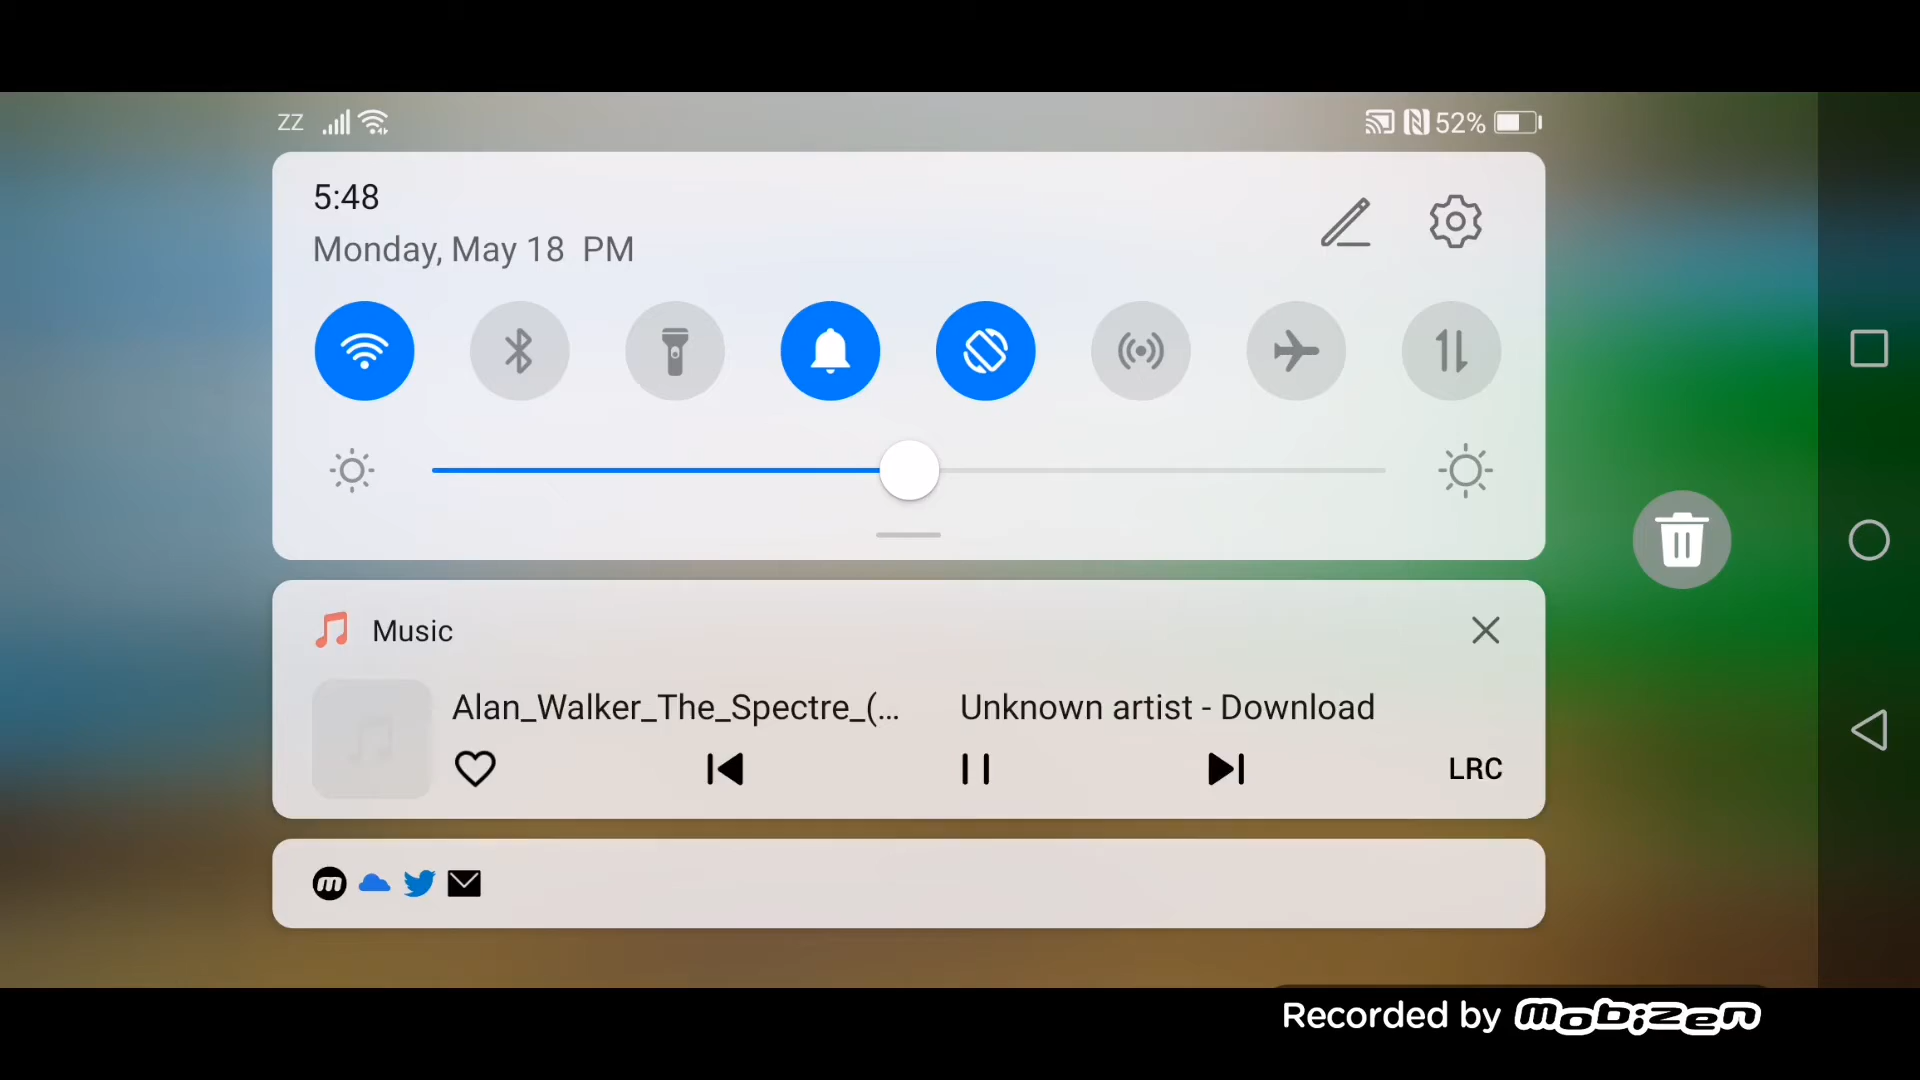 ZZ 52%
5:48
Monday, May 18 PM
Music
Alan_Walker_The_Spectre_(... Unknown artist - Download
LRC
Recorded by mobizen